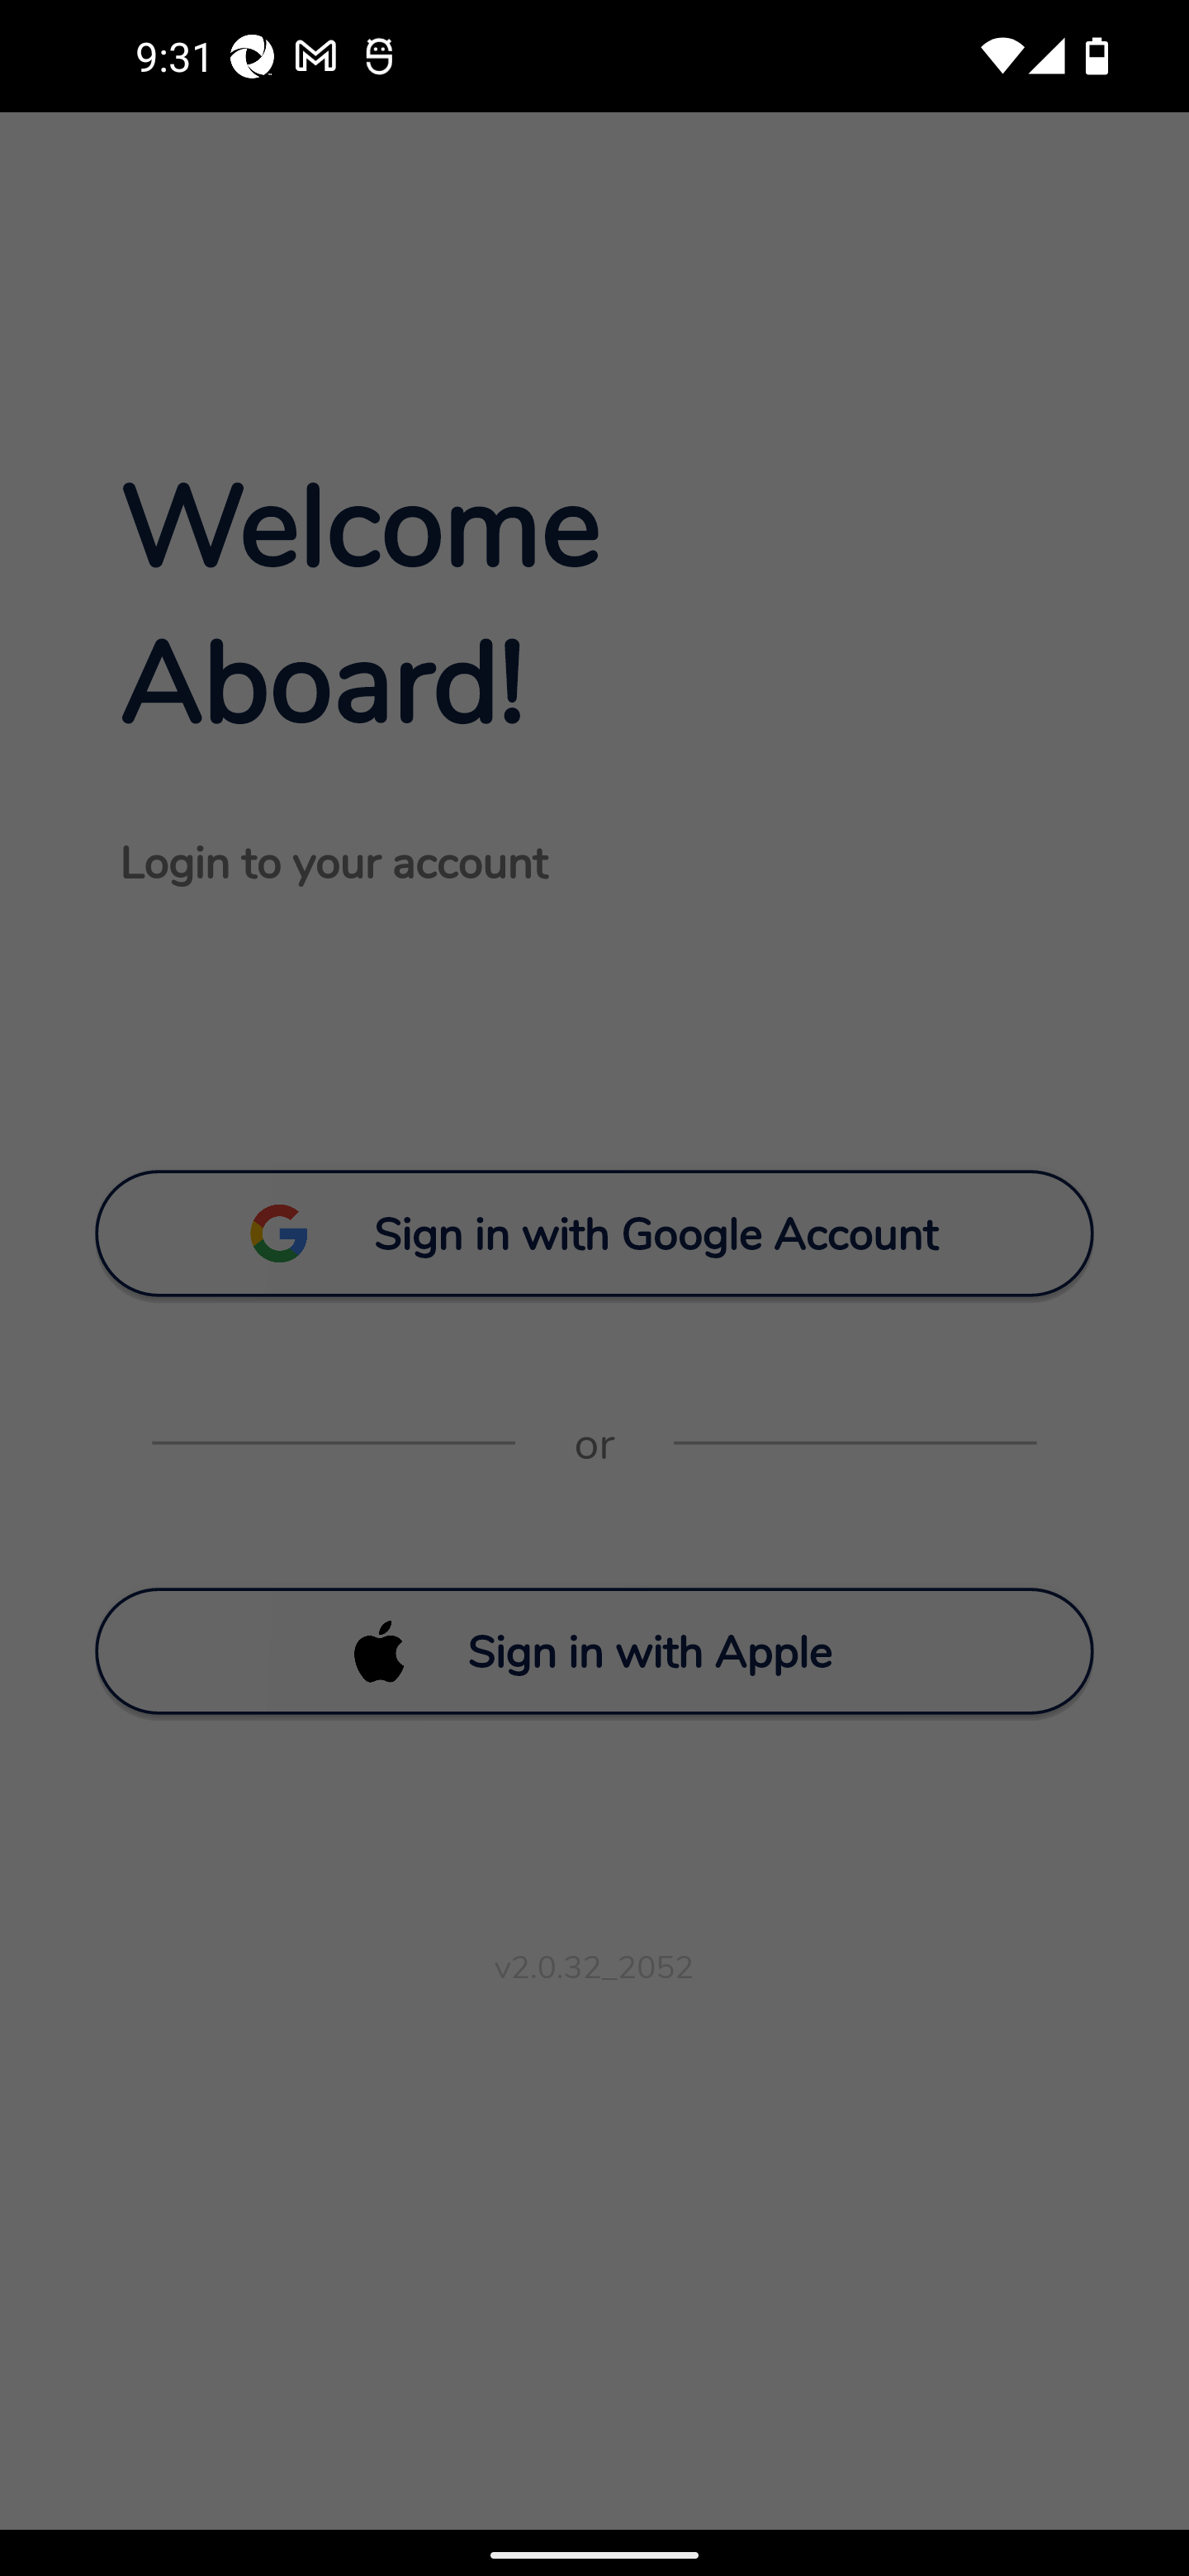 9:31
Welcome
Aboard!
Login to your account
Sign in with Google Account
or
Sign in with Apple
v2.0.32_2052